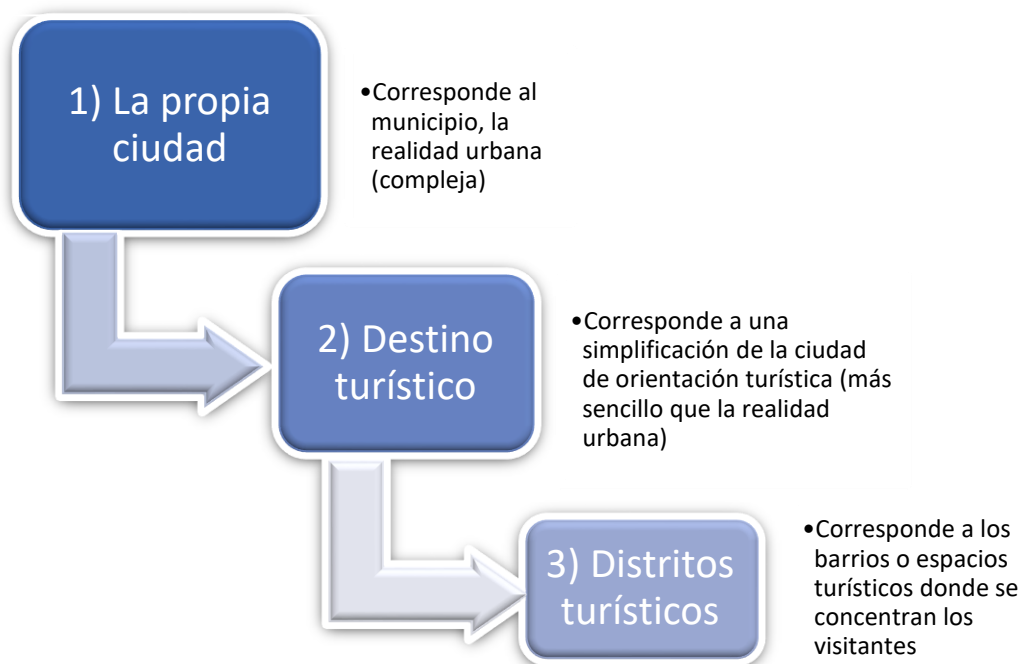 1) La propia
ciudad
•Corresponde al
municipio, la
realidad urbana
(compleja)
2) Destino
turístico
•Corresponde a una
simplificación de la ciudad
de orientación turística (más
sencillo que la realidad
urbana)
3) Distritos
turísticos
•Corresponde a los
barrios o espacios
turísticos donde se
concentran los
visitantes